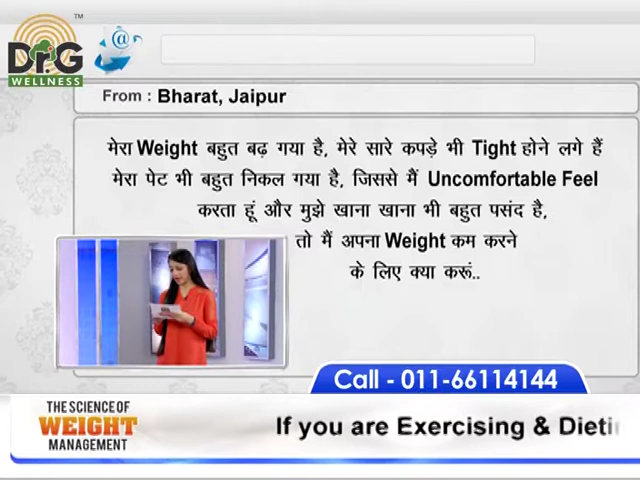 TM
Dr.G
WELLNESS
@
From : Bharat, Jaipur
मेरा Weight बहुत बढ़ गया है, मेरे सारे कपड़े भी Tight होने लगे हैं
मेरा पेट भी बहुत निकल गया है, जिससे मैं Uncomfortable Feel
करता हूं और मुझे खाना खाना भी बहुत पसंद है,
तो मैं अपना Weight कम करने
के लिए क्या करूं..
Call - 011-66114144
THE SCIENCE OF
WEIGHT
MANAGEMENT
If you are Exercising & Dieti